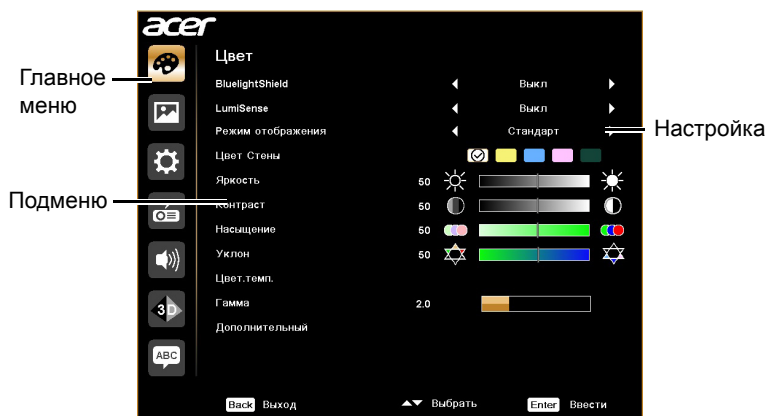 acer
Цвет
Главное
меню
BluelightShield Выкл
LumiSense Выкл
Режим отображения Стандарт
Настройка
Цвет Стены
Яркость 50
Подменю
Контраст 50
Насыщение 50
Уклон 50
Цвет.темп.
Гамма 2.0
3D
Дополнительный
ABC
Back Выход Выбрать Enter Ввести